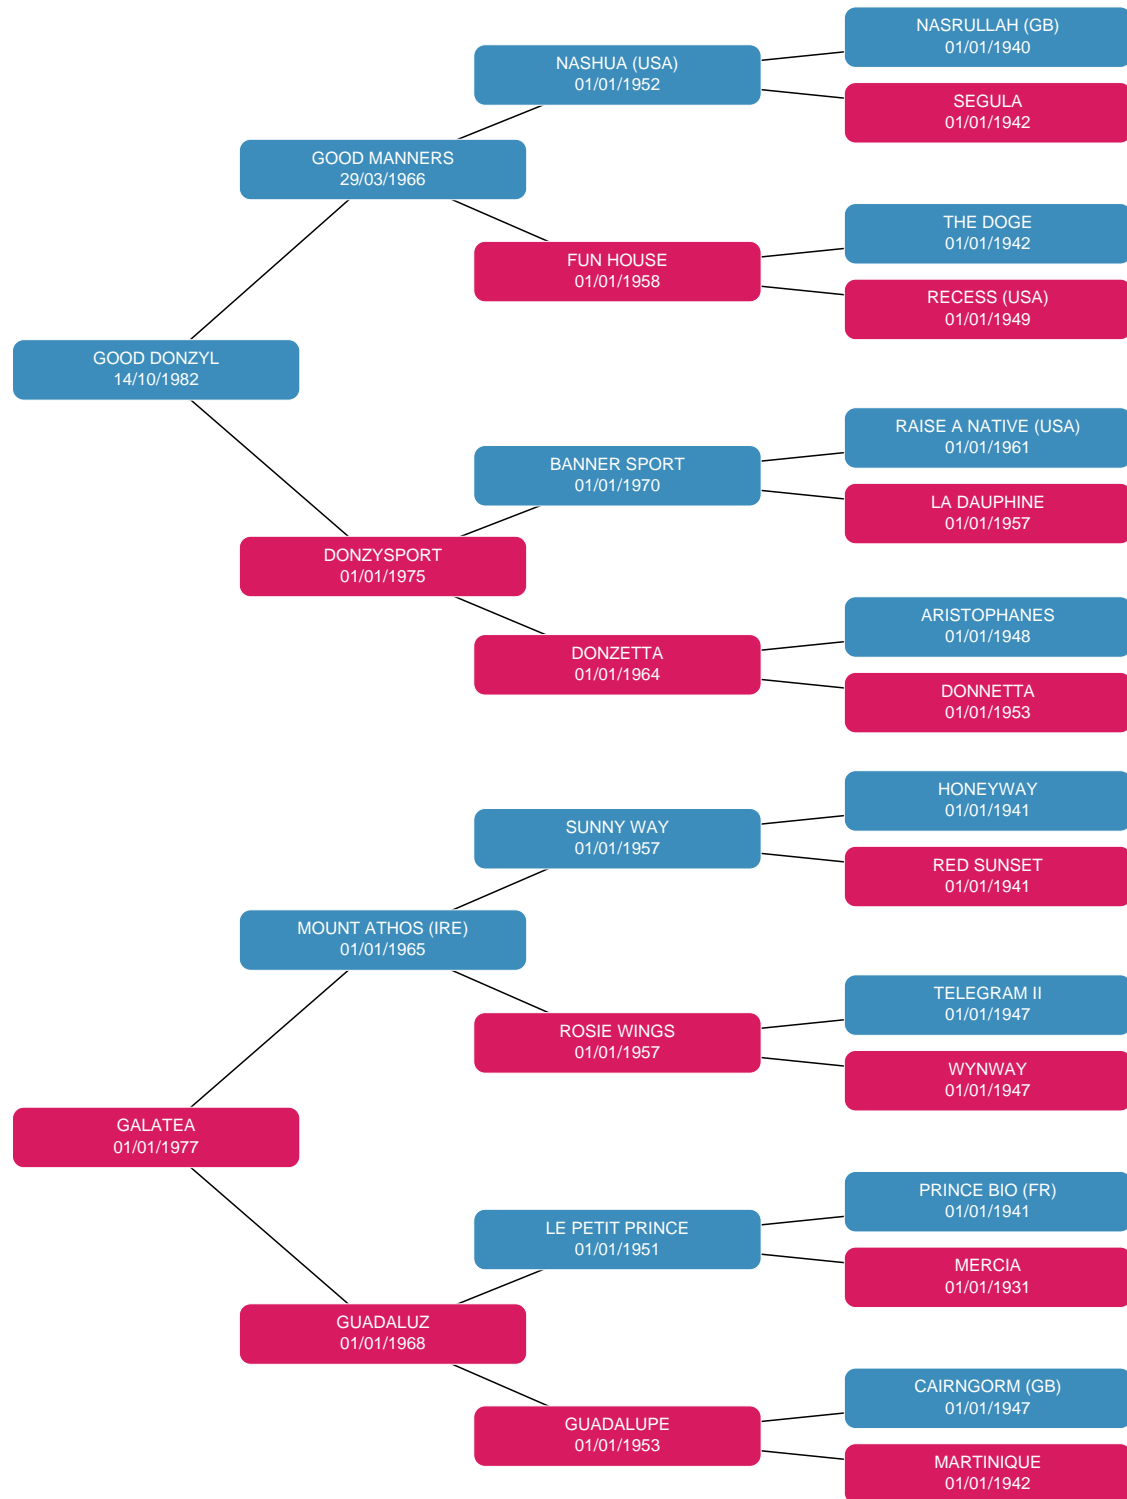 NASRULLAH (GB)
01/01/1940
NASHUA (USA)
01/01/1952
SEGULA
01/01/1942
GOOD MANNERS
29/03/1966
THE DOGE
01/01/1942
FUN HOUSE
01/01/1958
RECESS (USA)
01/01/1949
GOOD DONZYL
14/10/1982
RAISE A NATIVE (USA)
01/01/1961
BANNER SPORT
01/01/1970
LA DAUPHINE
01/01/1957
DONZYSPORT
01/01/1975
ARISTOPHANES
01/01/1948
DONZETTA
01/01/1964
DONNETTA
01/01/1953
HONEYWAY
01/01/1941
SUNNY WAY
01/01/1957
RED SUNSET
01/01/1941
MOUNT ATHOS (IRE)
01/01/1965
TELEGRAM II
01/01/1947
ROSIE WINGS
01/01/1957
WYNWAY
01/01/1947
GALATEA
01/01/1977
PRINCE BIO (FR)
01/01/1941
LE PETIT PRINCE
01/01/1951
MERCIA
01/01/1931
GUADALUZ
01/01/1968
CAIRNGORM (GB)
01/01/1947
GUADALUPE
01/01/1953
MARTINIQUE
01/01/1942